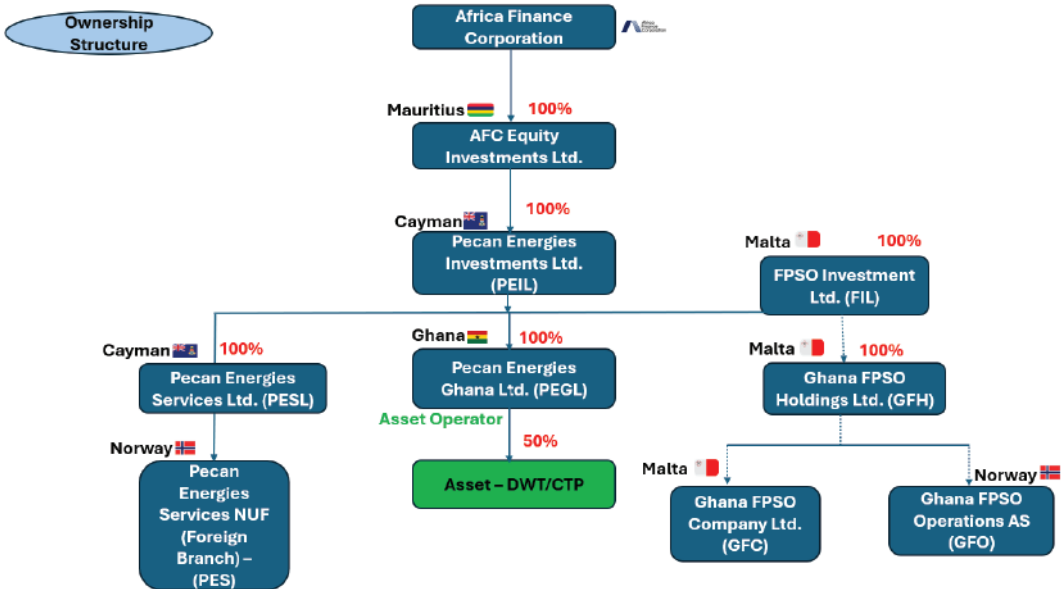 Ownership
Structure
Africa Finance
Corporation
Africa
Finance
Corporation
Mauritius
100%
AFC Equity
Investments Ltd.
Cayman
100%
Pecan Energies
Investments Ltd.
(PEIL)
Malta
100%
FPSO Investment
Ltd. (FIL)
Cayman
100%
Pecan Energies
Services Ltd. (PESL)
Ghana
100%
Pecan Energies
Ghana Ltd. (PEGL)
Malta
100%
Ghana FPSO
Holdings Ltd. (GFH)
Asset Operator
50%
Asset – DWT/CTP
Norway
Pecan
Energies
Services NUF
(Foreign
Branch) –
(PES)
Malta
Ghana FPSO
Company Ltd.
(GFC)
Norway
Ghana FPSO
Operations AS
(GFO)